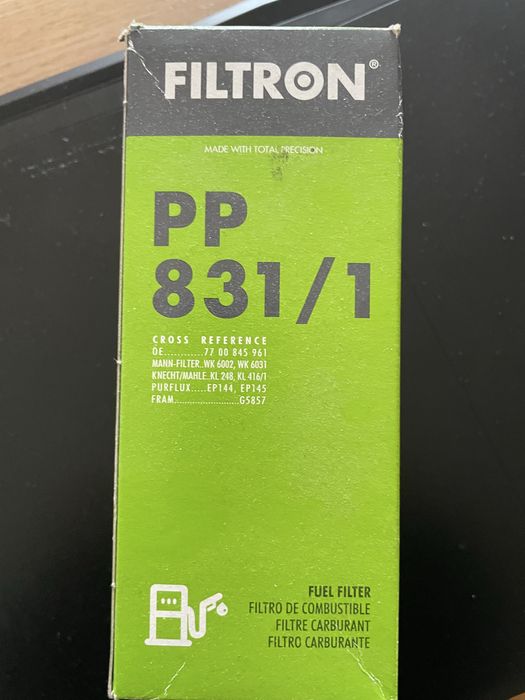 FILTRON®
MADE WITH TOTAL PRECISION
PP
831/1
CROSS REFERENCE
OE............77 00 845 961
MANN-FILTER..WK 6002, WK 6031
KNECHT/MAHLE..KL 248, KL 416/1
PURFLUX.....EP144, EP145
FRAM.........................G5857
FUEL FILTER
FILTRO DE COMBUSTIBLE
FILTRE CARBURANT
FILTRO CARBURANTE